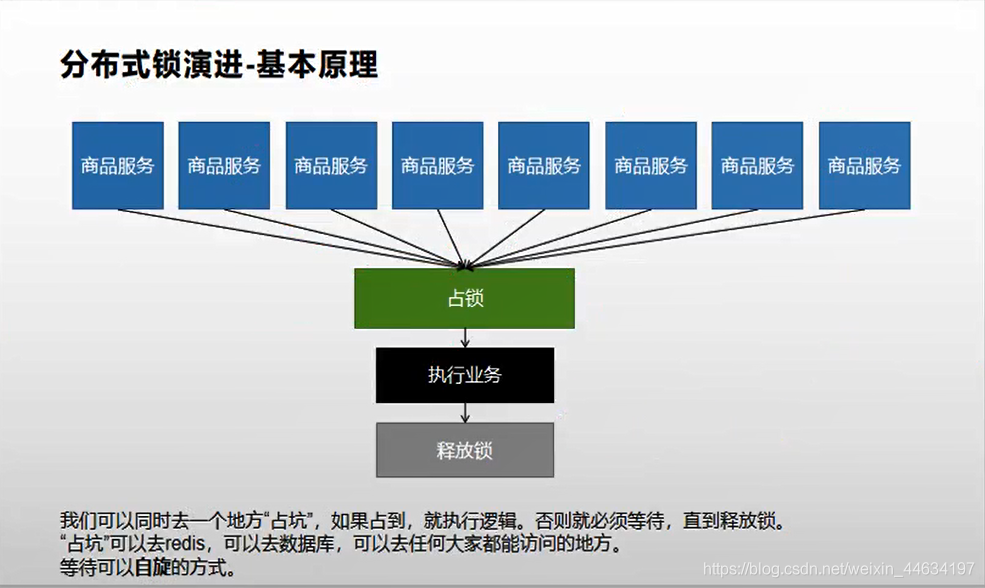 分布式锁演进-基本原理
商品服务 商品服务 商品服务 商品服务 商品服务 商品服务 商品服务 商品服务
占锁
执行业务
释放锁
我们可以同时去一个地方“占坑”，如果占到，就执行逻辑。否则就必须等待，直到释放锁。
“占坑”可以去redis，可以去数据库，可以去任何大家都能访问的地方。
等待可以自旋的方式。
https://blog.csdn.net/weixin_44634197